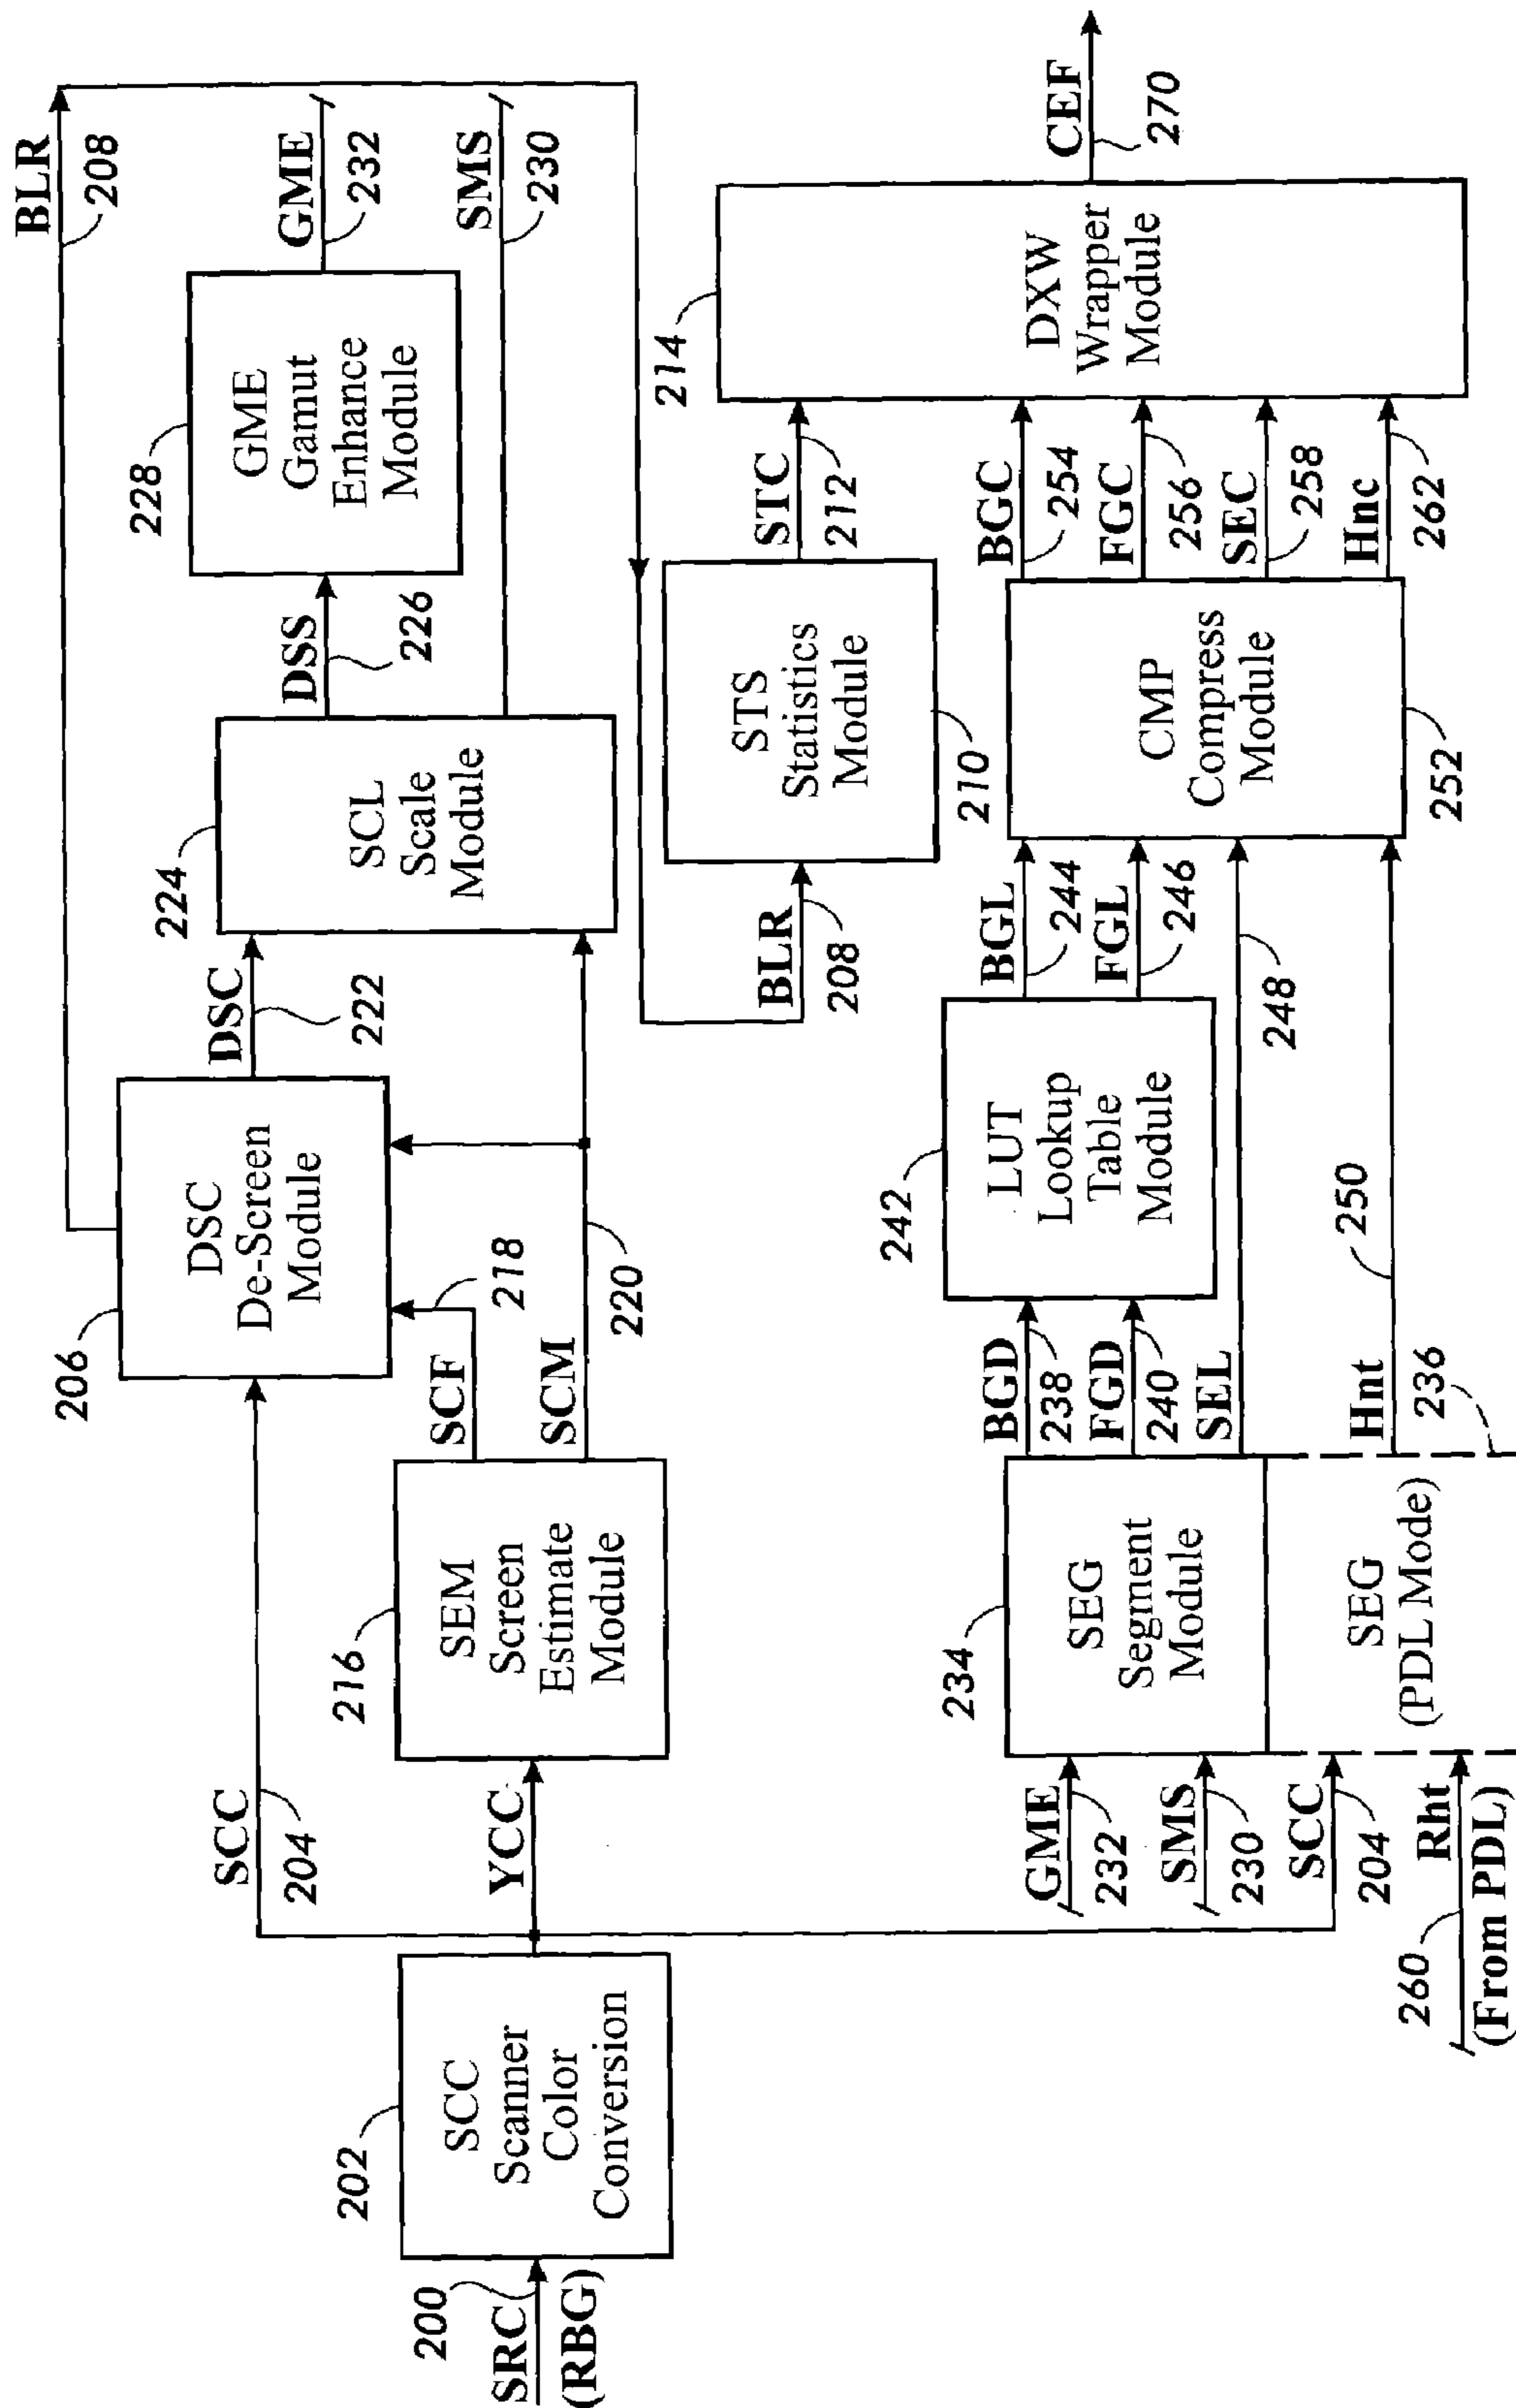 SRC
(RBG)
200
202
SCC
Scanner
Color
Conversion
SCC
204
YCC
216
SEM
Screen
Estimate
Module
SCF
218
SCM
220
206
DSC
De-Screen
Module
DSC
222
BLR
208
224
SCL
Scale
Module
DSS
226
228
GME
Gamut
Enhance
Module
GME
232
SMS
230
BLR
208
STS
Statistics
Module
210
STC
212
214
DXW
Wrapper
Module
CEF
270
GME
232
SMS
230
SCC
204
Rht
260
(From PDL)
234
SEG
Segment
Module
SEG
(PDL Mode)
236
BGD
238
FGD
240
SEL
248
Hnt
250
242
LUT
Lookup
Table
Module
BGL
244
FGL
246
CMP
Compress
Module
252
BGC
254
FGC
256
SEC
258
Hnc
262